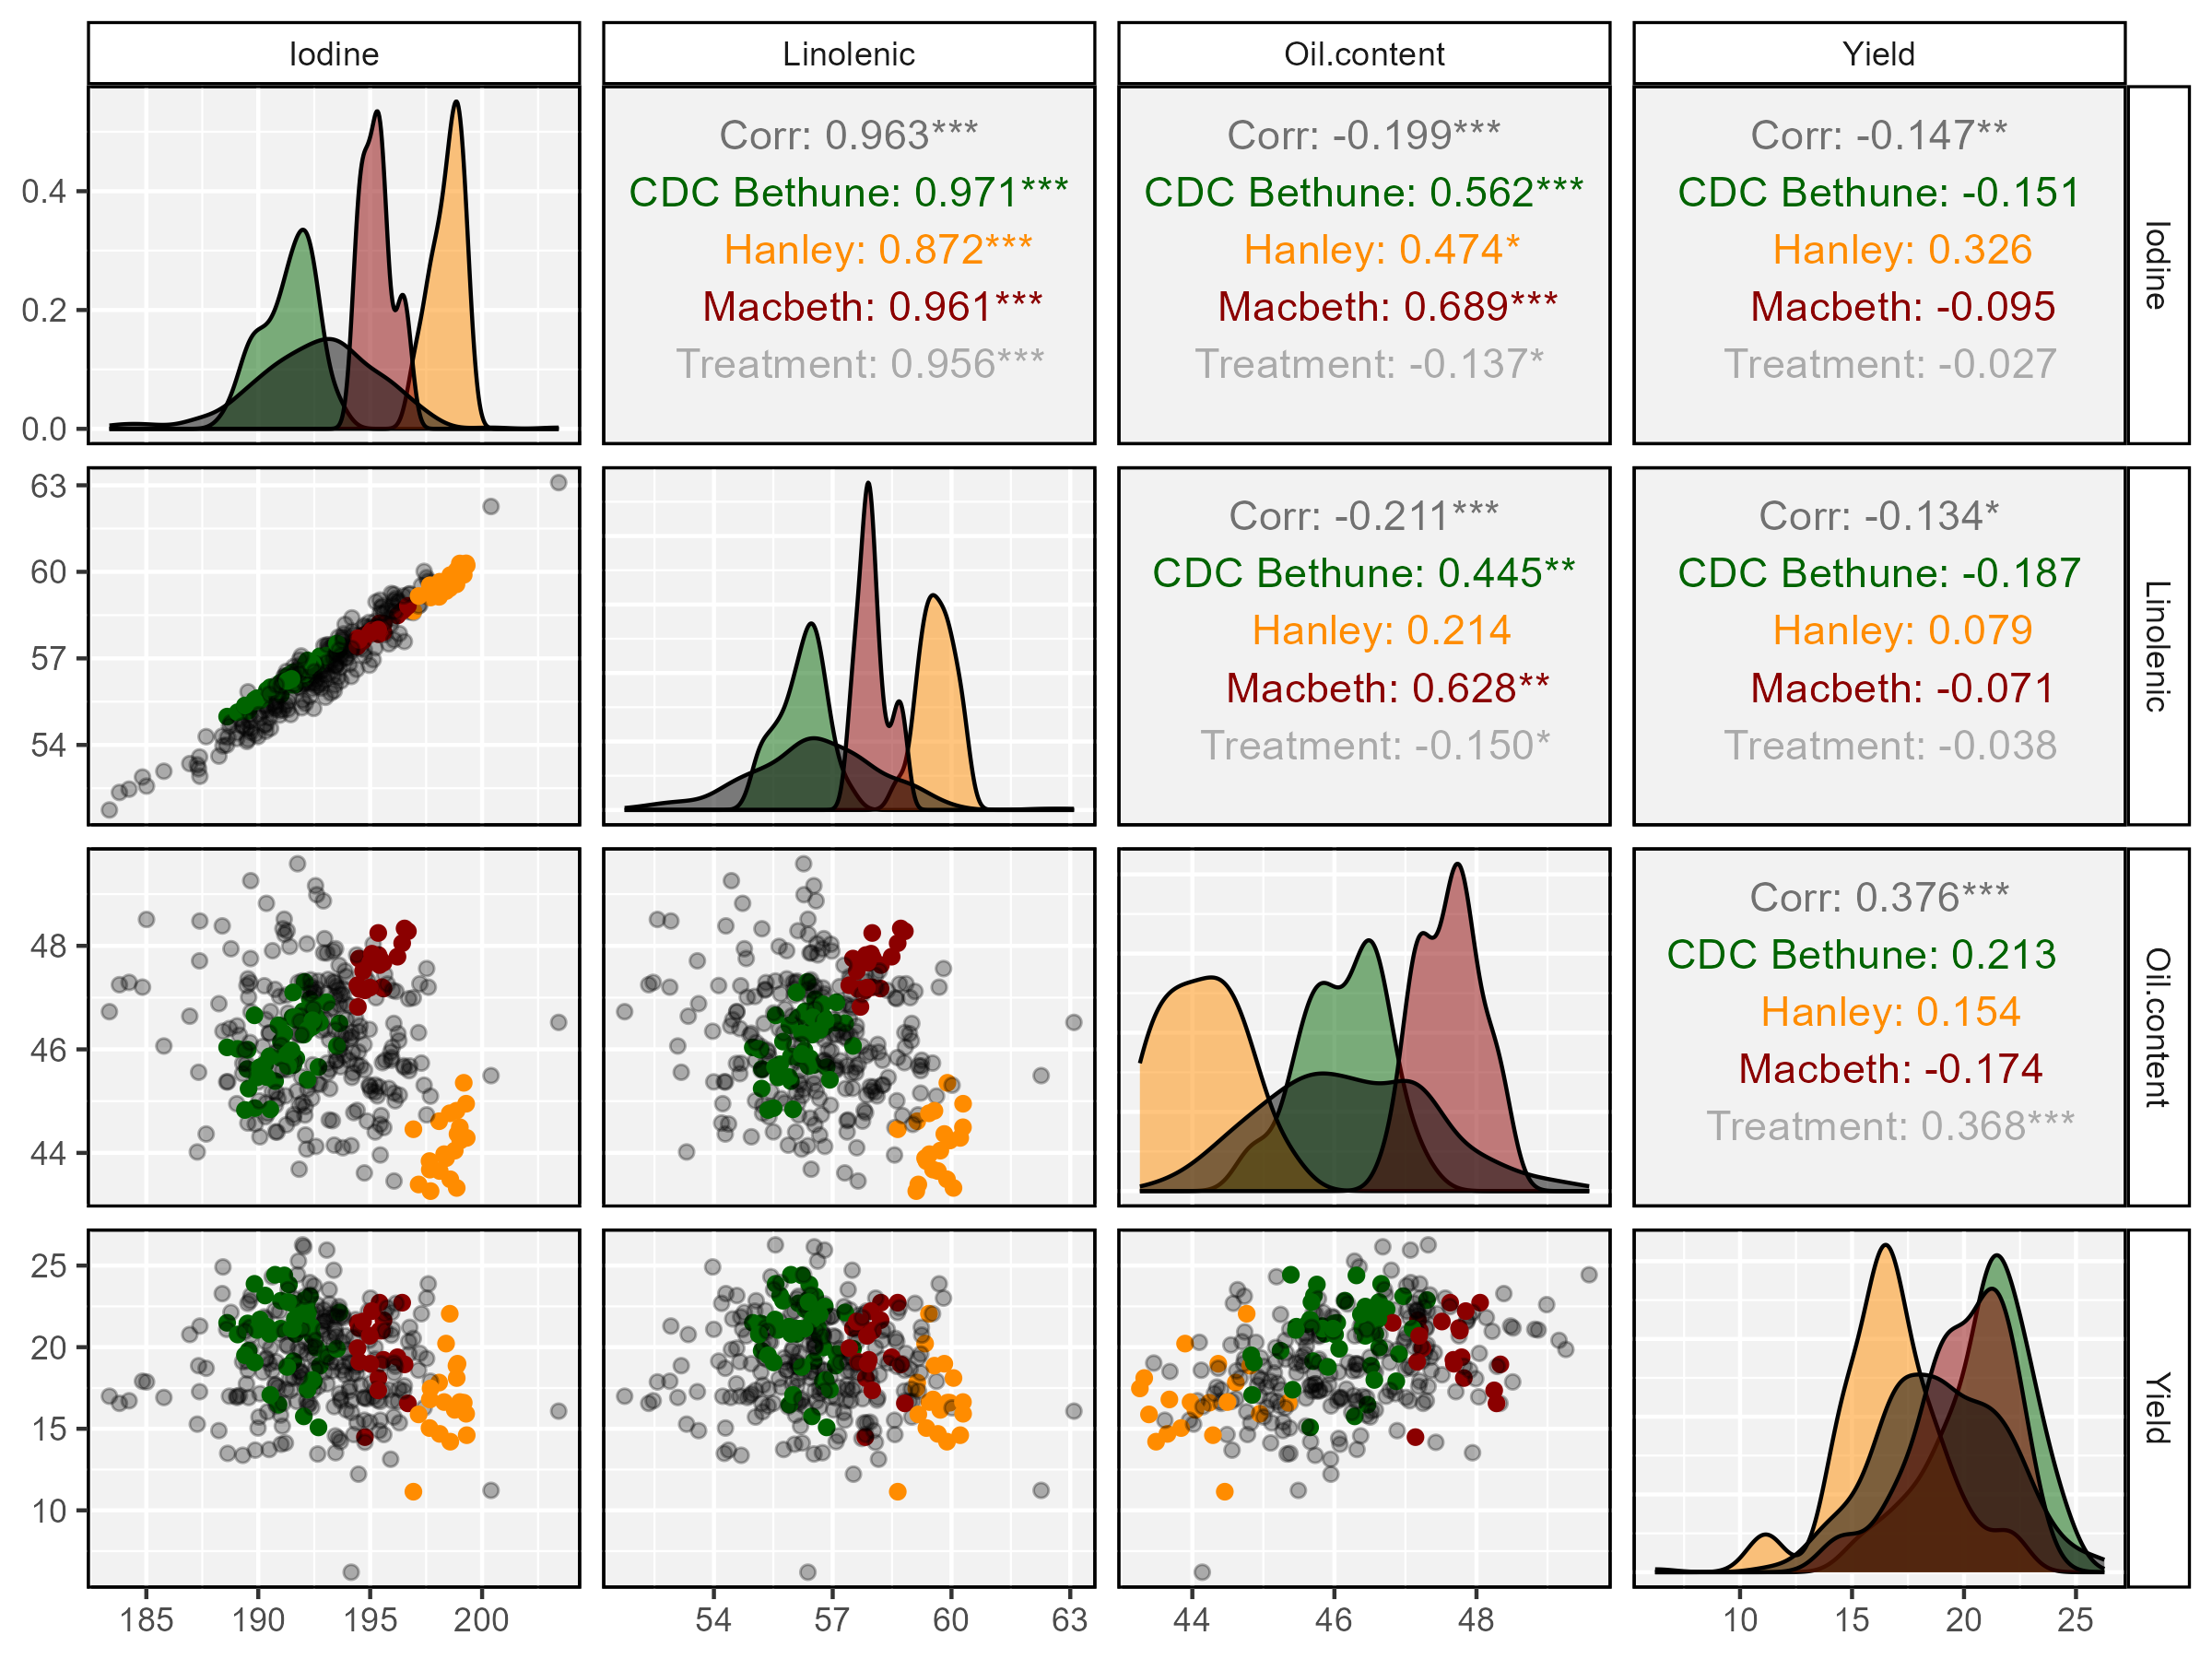 Iodine
Linolenic
Oil.content
Yield
0.4
0.2
0.0
Corr: 0.963***
CDC Bethune: 0.971***
Hanley: 0.872***
Macbeth: 0.961***
Treatment: 0.956***
Corr: -0.199***
CDC Bethune: 0.562***
Hanley: 0.474*
Macbeth: 0.689***
Treatment: -0.137*
Corr: -0.147**
CDC Bethune: -0.151
Hanley: 0.326
Macbeth: -0.095
Treatment: -0.027
Iodine
63
60
57
54
Corr: -0.211***
CDC Bethune: 0.445**
Hanley: 0.214
Macbeth: 0.628**
Treatment: -0.150*
Corr: -0.134*
CDC Bethune: -0.187
Hanley: 0.079
Macbeth: -0.071
Treatment: -0.038
Linolenic
48
46
44
Corr: 0.376***
CDC Bethune: 0.213
Hanley: 0.154
Macbeth: -0.174
Treatment: 0.368***
Oil.content
25
20
15
10
Yield
185 190 195 200
54 57 60 63
44 46 48
10 15 20 25